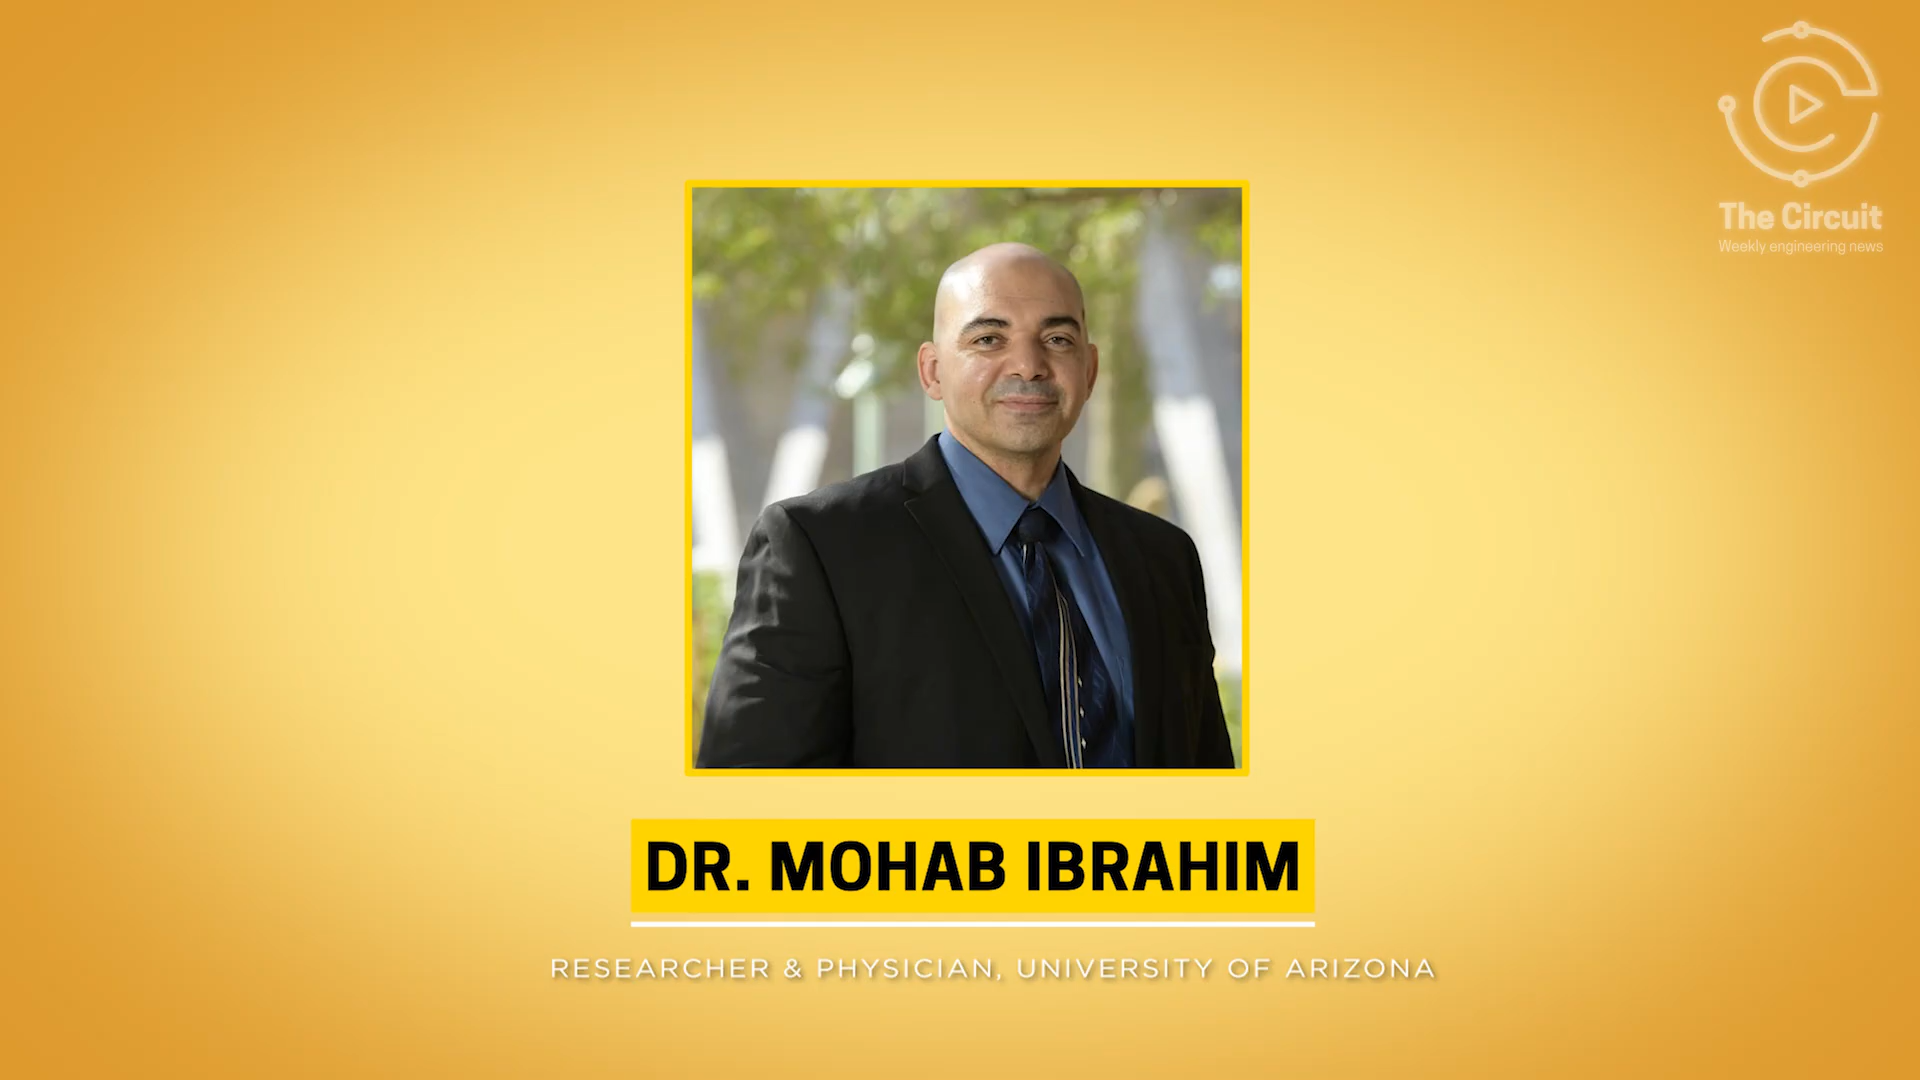 The Circuit
Weekly engineering news
DR. MOHAB IBRAHIM
RESEARCHER & PHYSICIAN, UNIVERSITY OF ARIZONA